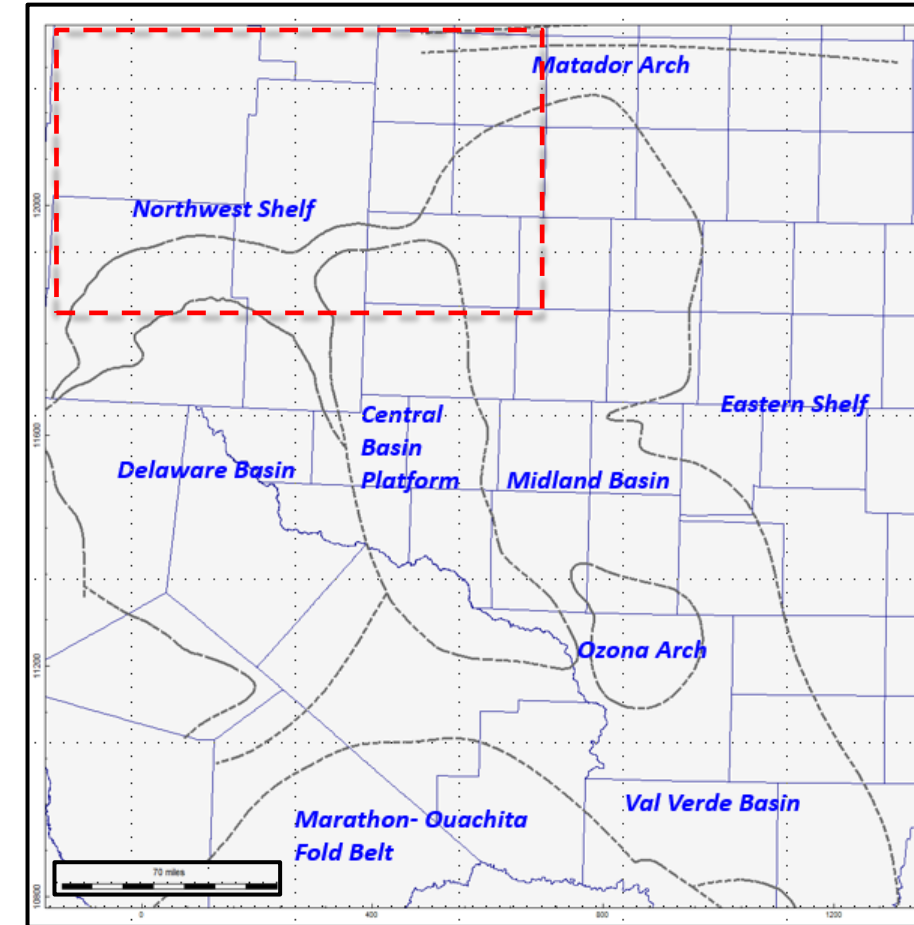 Matador Arch
Northwest Shelf
12000
Central
Basin
Platform
Eastern Shelf
11600
Delaware Basin
Midland Basin
11200
Ozona Arch
Val Verde Basin
Marathon- Ouachita
Fold Belt
70 miles
10800
0
400
800
1200